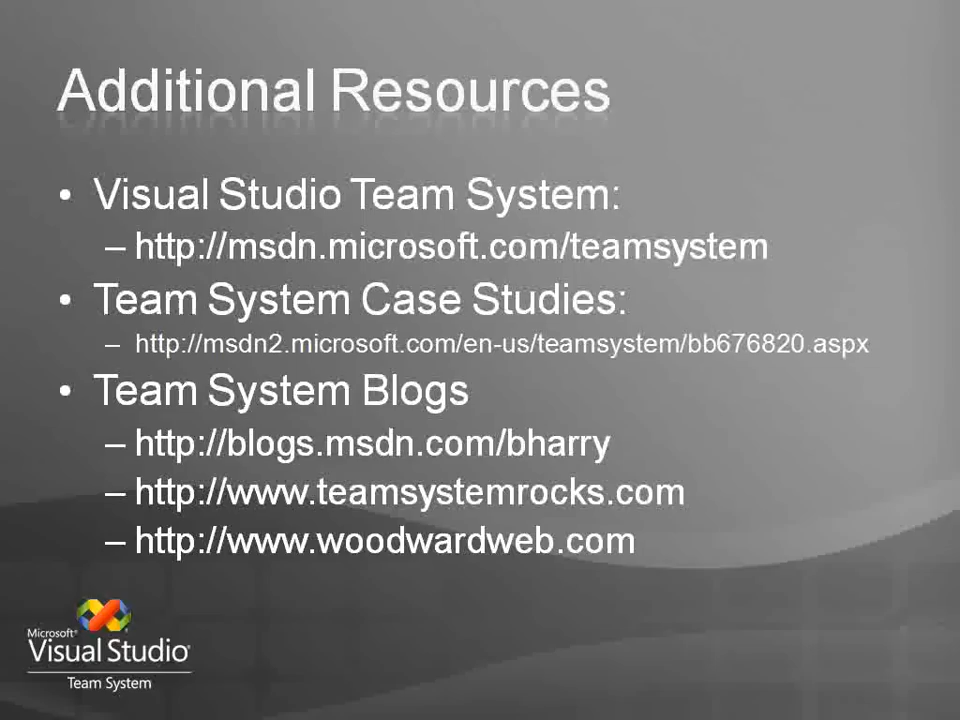 Additional Resources
• Visual Studio Team System:
– http://msdn.microsoft.com/teamsystem
• Team System Case Studies:
– http://msdn2.microsoft.com/en-us/teamsystem/bb676820.aspx
• Team System Blogs
– http://blogs.msdn.com/bharry
– http://www.teamsystemrocks.com
– http://www.woodwardweb.com
Microsoft®
Visual Studio®
Team System